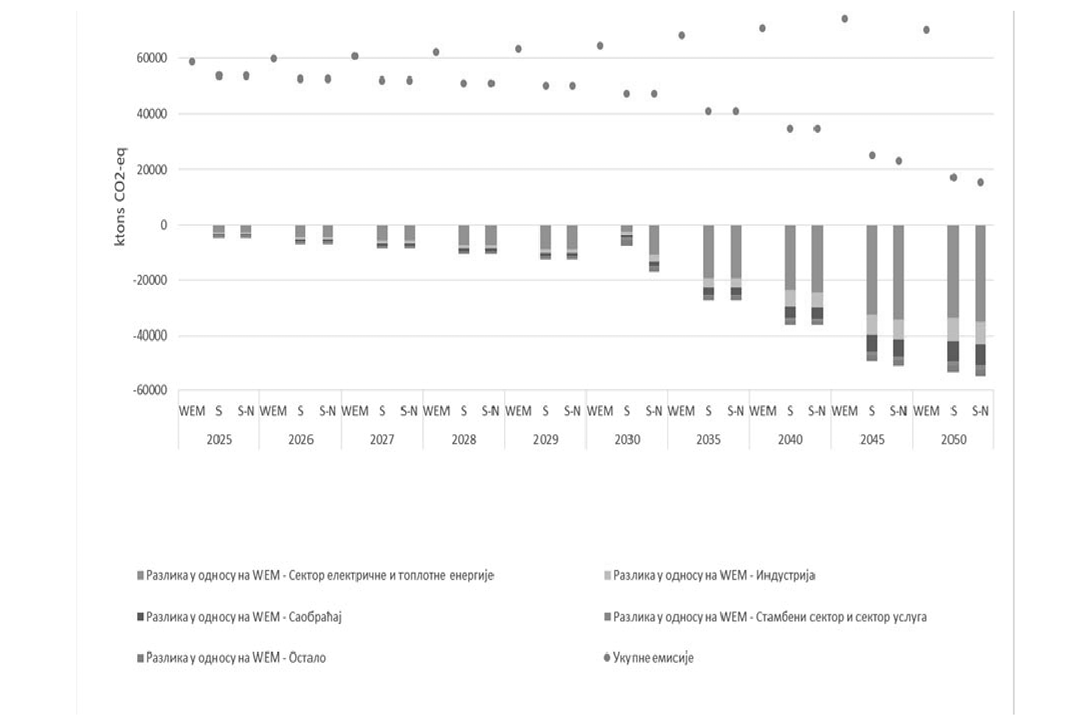 60000
40000
20000
0
-20000
-40000
-60000
ktons CO2-eq
WEM S S-N WEM S S-N WEM S S-N WEM S S-N WEM S S-N WEM S S-N WEM S S-N WEM S S-N WEM S S-N WEM S S-N
2025 2026 2027 2028 2029 2030 2035 2040 2045 2050
Разлика у односу на WEM - Сектор електричне и топлотне енергије
Разлика у односу на WEM - Индустрија
Разлика у односу на WEM - Саобраћај
Разлика у односу на WEM - Стамбени сектор и сектор услуга
Разлика у односу на WEM - Остало
Укупне емисије